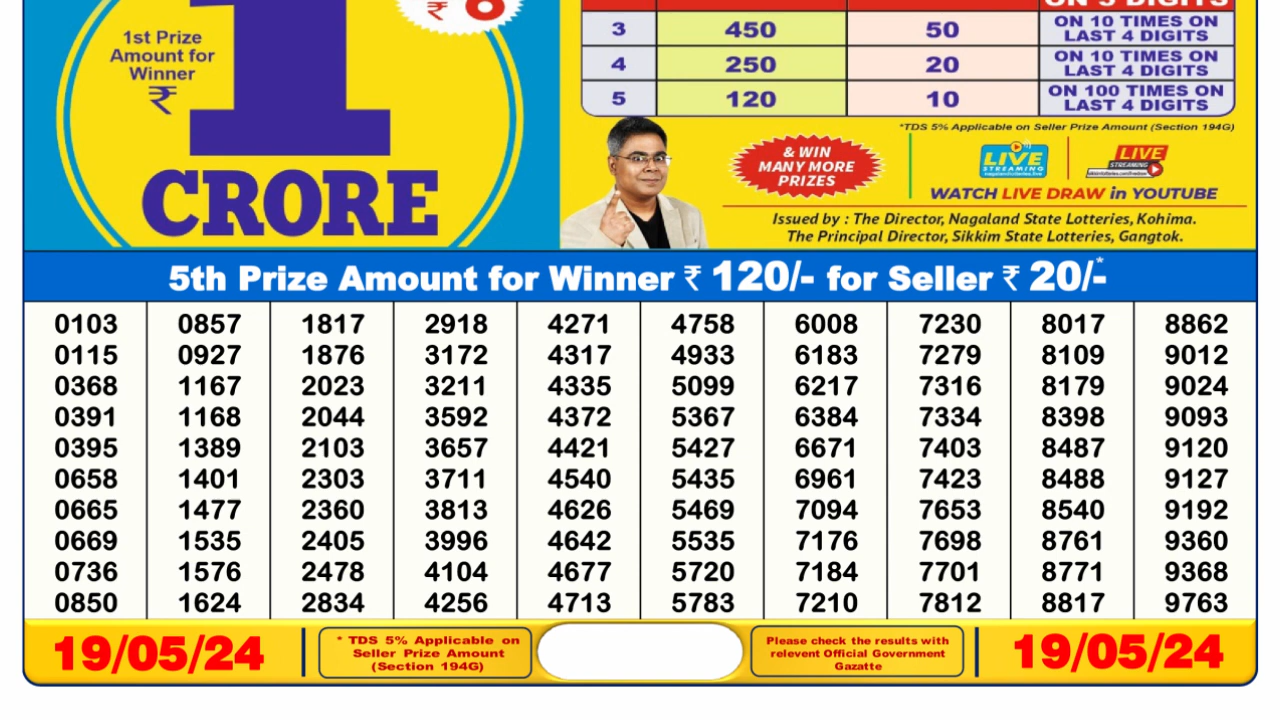 ₹ 6
1
1st Prize
Amount for
Winner
₹
CRORE
ON 5 DIGITS
3 450 50 ON 10 TIMES ON LAST 4 DIGITS
4 250 20 ON 10 TIMES ON LAST 4 DIGITS
5 120 10 ON 100 TIMES ON LAST 4 DIGITS
*TDS 5% Applicable on Seller Prize Amount (Section 194G)
& WIN
MANY MORE
PRIZES
LIVE
STREAMING
LIVE
STREAMING
WATCH LIVE DRAW in YOUTUBE
Issued by : The Director, Nagaland State Lotteries, Kohima.
The Principal Director, Sikkim State Lotteries, Gangtok.
5th Prize Amount for Winner ₹ 120/- for Seller ₹ 20/-*
0103 0857 1817 2918 4271 4758 6008 7230 8017 8862
0115 0927 1876 3172 4317 4933 6183 7279 8109 9012
0368 1167 2023 3211 4335 5099 6217 7316 8179 9024
0391 1168 2044 3592 4372 5367 6384 7334 8398 9093
0395 1389 2103 3657 4421 5427 6671 7403 8487 9120
0658 1401 2303 3711 4540 5435 6961 7423 8488 9127
0665 1477 2360 3813 4626 5469 7094 7653 8540 9192
0669 1535 2405 3996 4642 5535 7176 7698 8761 9360
0736 1576 2478 4104 4677 5720 7184 7701 8771 9368
0850 1624 2834 4256 4713 5783 7210 7812 8817 9763
19/05/24
* TDS 5% Applicable on
Seller Prize Amount
(Section 194G)
Please check the results with
relevent Official Government
Gazatte
19/05/24